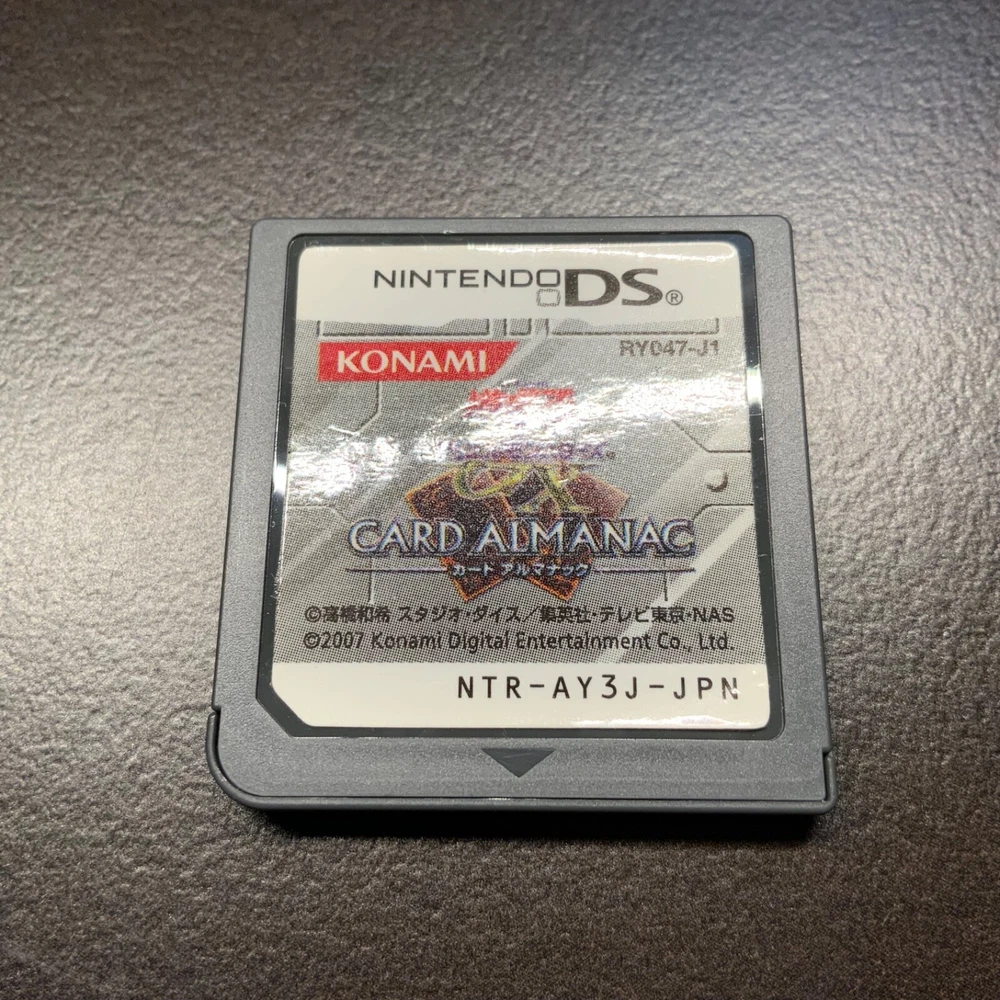 NINTENDO DS®
KONAMI
RY047-J1
GX
CARD ALMANAC
カード アルマナック
©高橋和希 スタジオ・ダイス／集英社・テレビ東京・NAS
©2007 Konami Digital Entertainment Co., Ltd.
NTR-AY3J-JPN